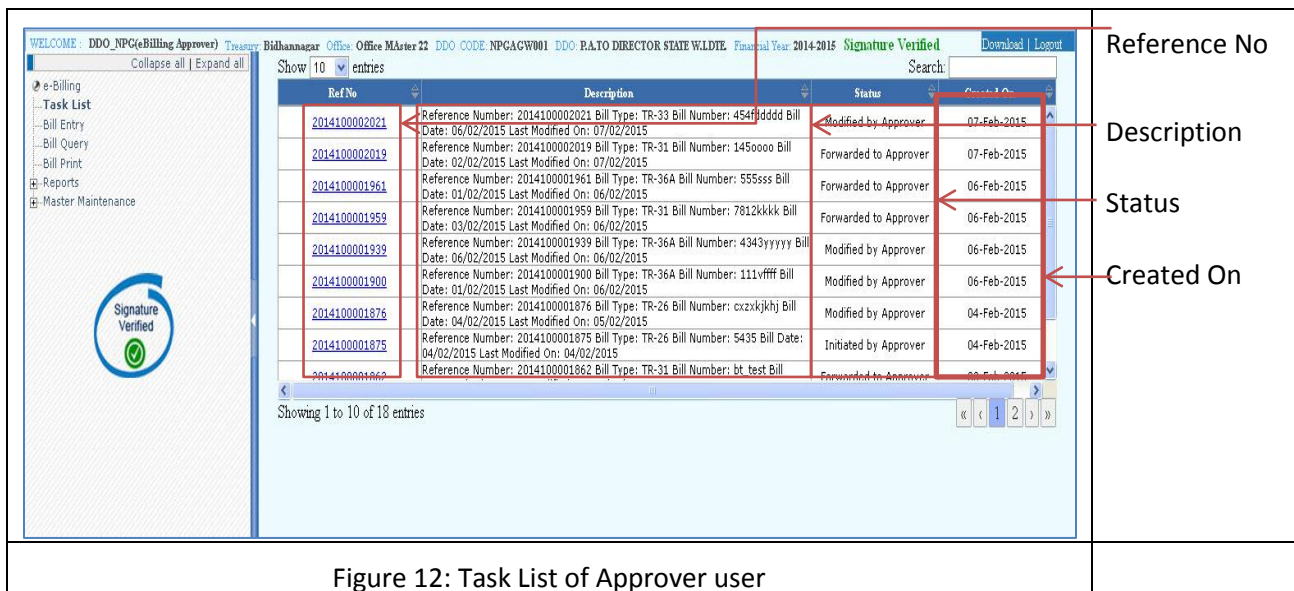 WELCOME : DDO_NPG(eBilling Approver) Treasury: Bidhannagar Office: Office MAster 22 DDO CODE: NPGAGW001 DDO: P.A.TO DIRECTOR STATE W.I.DTE. Financial Year: 2014-2015 Signature Verified Download | Logout
Collapse all | Expand all
e-Billing
Task List
Bill Entry
Bill Query
Bill Print
Reports
Master Maintenance
Signature
Verified
Show 10 entries Search:
Ref No Description Status Created On
2014100002021 Reference Number: 2014100002021 Bill Type: TR-33 Bill Number: 454fddddd Bill Modified by Approver 07-Feb-2015
Date: 06/02/2015 Last Modified On: 07/02/2015
2014100002019 Reference Number: 2014100002019 Bill Type: TR-31 Bill Number: 145oooo Bill Forwarded to Approver 07-Feb-2015
Date: 02/02/2015 Last Modified On: 07/02/2015
2014100001961 Reference Number: 2014100001961 Bill Type: TR-36A Bill Number: 555sss Bill Forwarded to Approver 06-Feb-2015
Date: 01/02/2015 Last Modified On: 06/02/2015
2014100001959 Reference Number: 2014100001959 Bill Type: TR-31 Bill Number: 7812kkkk Bill Forwarded to Approver 06-Feb-2015
Date: 03/02/2015 Last Modified On: 06/02/2015
2014100001939 Reference Number: 2014100001939 Bill Type: TR-36A Bill Number: 4343yyyyy Bill Modified by Approver 06-Feb-2015
Date: 06/02/2015 Last Modified On: 06/02/2015
2014100001900 Reference Number: 2014100001900 Bill Type: TR-36A Bill Number: 111vffff Bill Modified by Approver 06-Feb-2015
Date: 01/02/2015 Last Modified On: 06/02/2015
2014100001876 Reference Number: 2014100001876 Bill Type: TR-26 Bill Number: cxzxkjkhj Bill Modified by Approver 04-Feb-2015
Date: 04/02/2015 Last Modified On: 05/02/2015
2014100001875 Reference Number: 2014100001875 Bill Type: TR-26 Bill Number: 5435 Bill Date: Initiated by Approver 04-Feb-2015
04/02/2015 Last Modified On: 04/02/2015
2014100001862 Reference Number: 2014100001862 Bill Type: TR-31 Bill Number: bt_test Bill Forwarded to Approver
Showing 1 to 10 of 18 entries « ‹ 1 2 › »
Reference No
Description
Status
Created On
Figure 12: Task List of Approver user